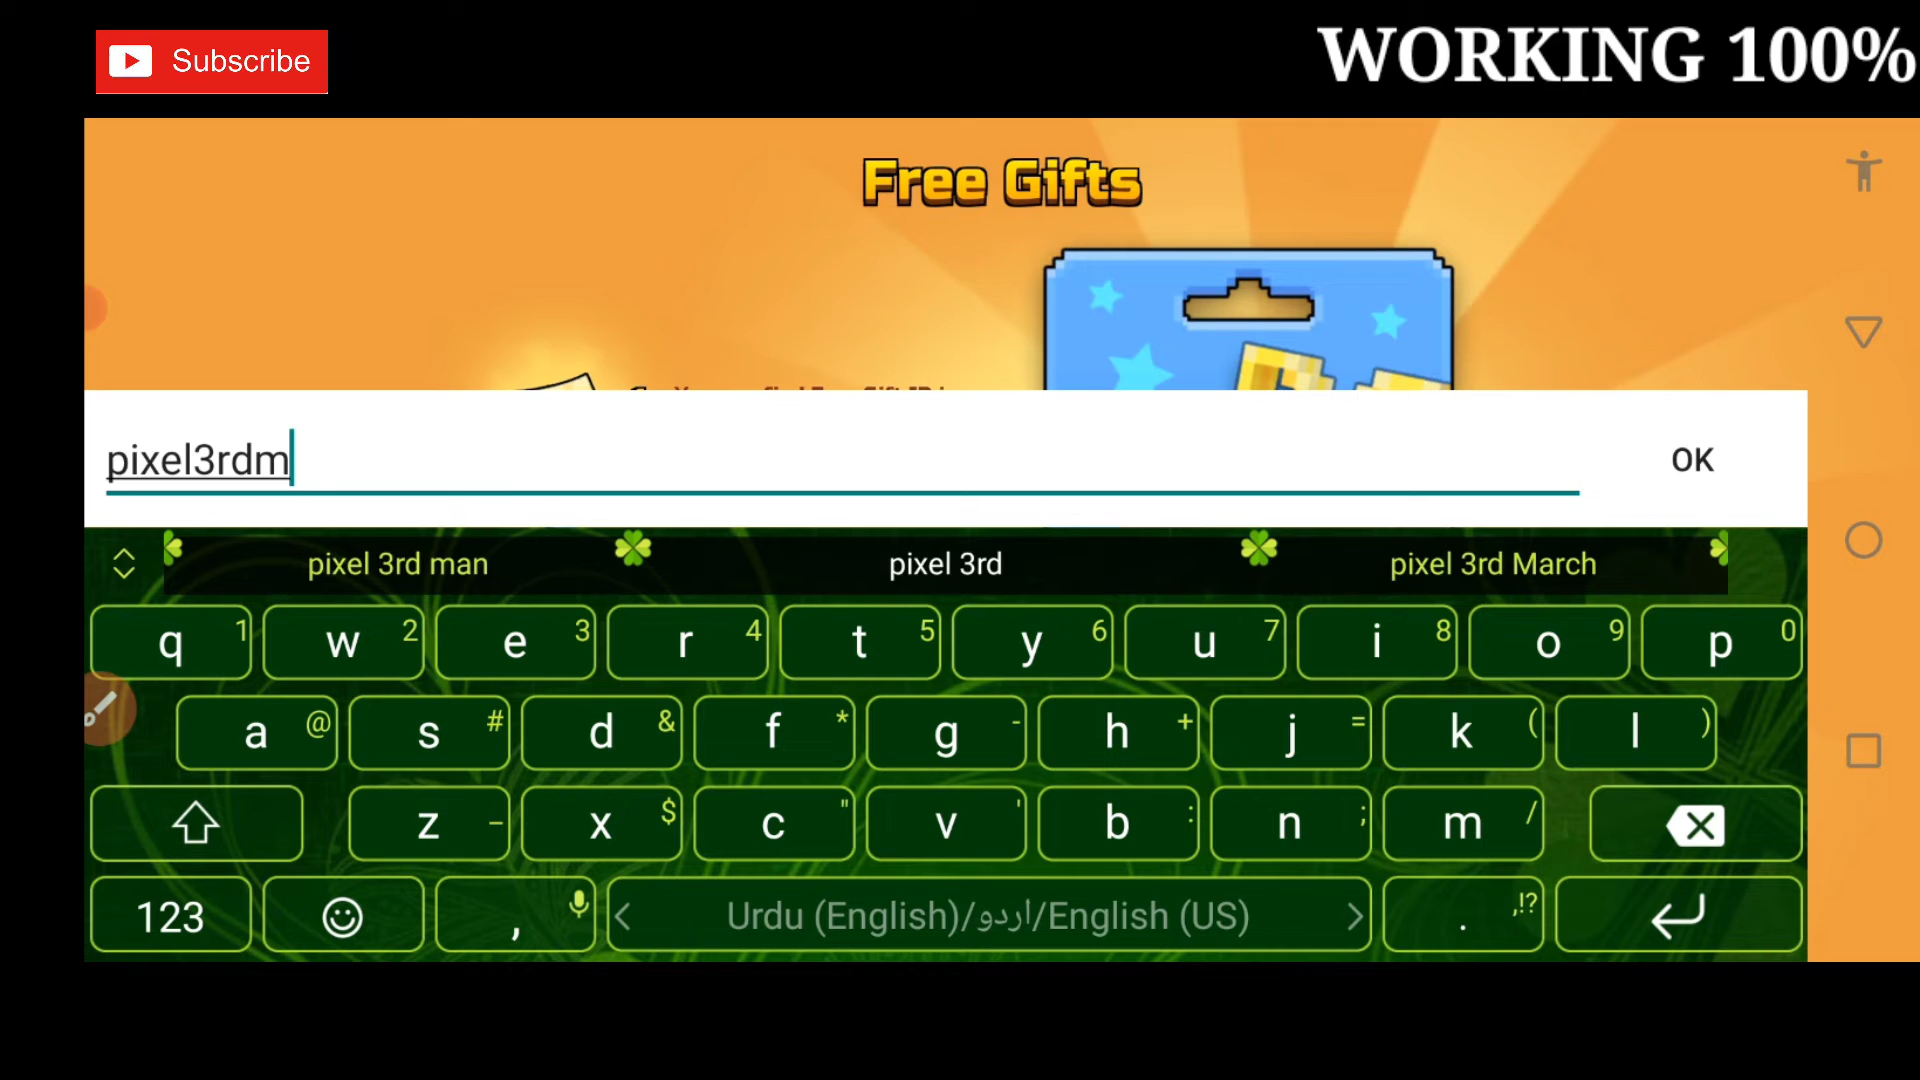 Subscribe
WORKING 100%
Free Gifts
pixel3rdm
OK
pixel 3rd man
pixel 3rd
pixel 3rd March
q 1 w 2 e 3 r 4 t 5 y 6 u 7 i 8 o 9 p 0
a @ s # d & f * g - h + j = k ( l )
z _ x $ c " v ' b : n ; m /
123 , < Urdu (English)/اردو/English (US) > . ,!?